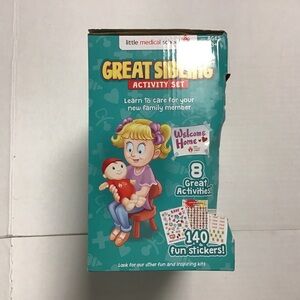 little medical school
GREAT SIBLING
ACTIVITY SET
Learn to care for your
new family member
Welcome
Home
8
Great
Activities
140
fun stickers!
Look for our other fun and inspiring kits